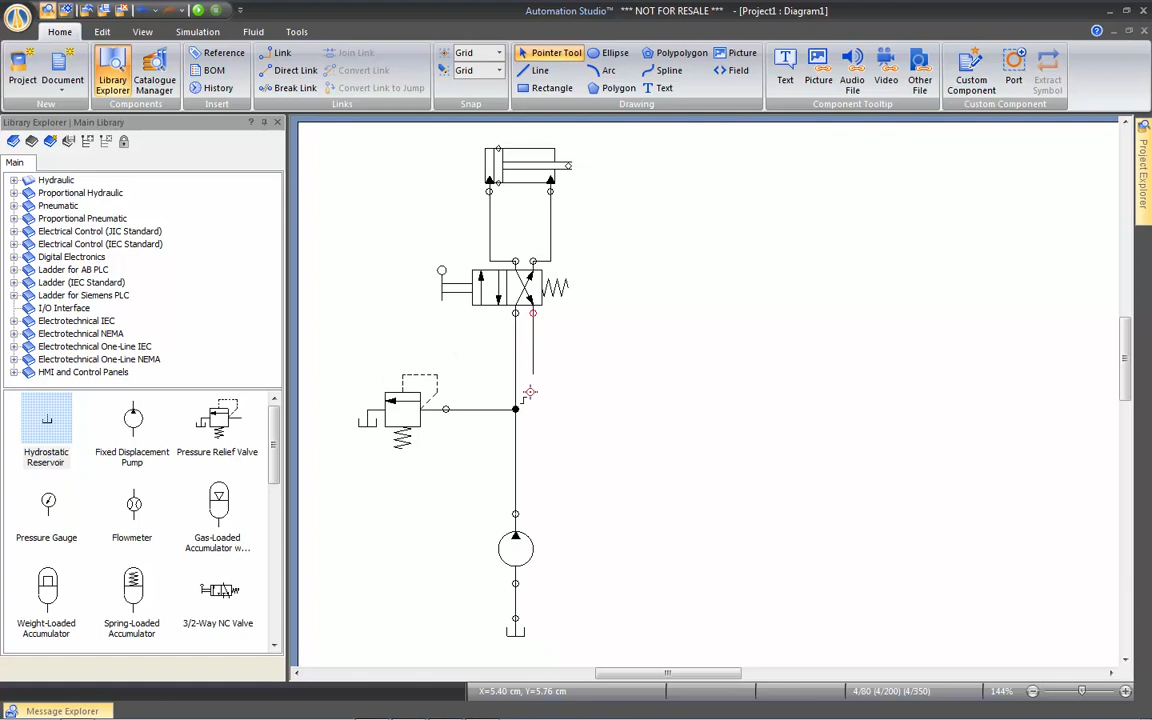 Automation Studio™ *** NOT FOR RESALE *** - [Project1 : Diagram1]
Home Edit View Simulation Fluid Tools
Project
Document
Library Explorer
Catalogue Manager
Reference
BOM
History
Link
Direct Link
Break Link
Join Link
Convert Link
Convert Link to Jump
Grid
Grid
Pointer Tool
Line
Rectangle
Ellipse
Arc
Polygon
Polypolygon
Spline
Text
Picture
Field
Text
Picture
Audio File
Video
Other File
Custom Component
Port
Extract Symbol
New Components Insert Links Snap Drawing Component Tooltip Custom Component
Library Explorer | Main Library
Main
Hydraulic
Proportional Hydraulic
Pneumatic
Proportional Pneumatic
Electrical Control (JIC Standard)
Electrical Control (IEC Standard)
Digital Electronics
Ladder for AB PLC
Ladder (IEC Standard)
Ladder for Siemens PLC
I/O Interface
Electrotechnical IEC
Electrotechnical NEMA
Electrotechnical One-Line IEC
Electrotechnical One-Line NEMA
HMI and Control Panels
Hydrostatic Reservoir
Fixed Displacement Pump
Pressure Relief Valve
Pressure Gauge
Flowmeter
Gas-Loaded Accumulator w...
Weight-Loaded Accumulator
Spring-Loaded Accumulator
3/2-Way NC Valve
Project Explorer
X=5.40 cm, Y=5.76 cm
4/80 (4/200) (4/350)
144%
Message Explorer